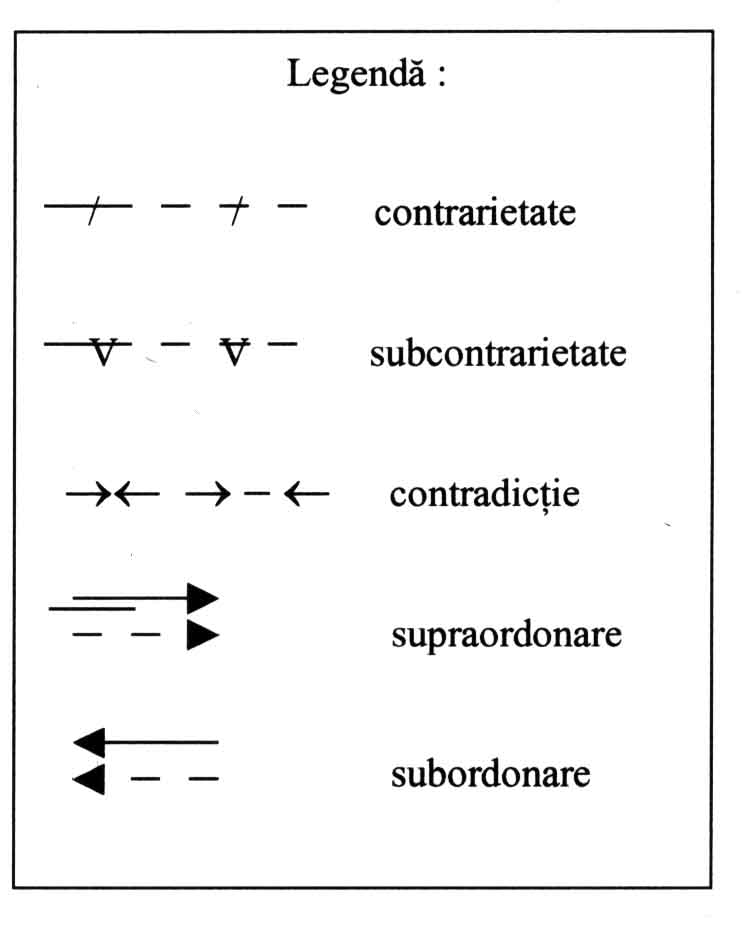 Legendă :
contrarietate
V V subcontrarietate
contradicție
supraordonare
subordonare